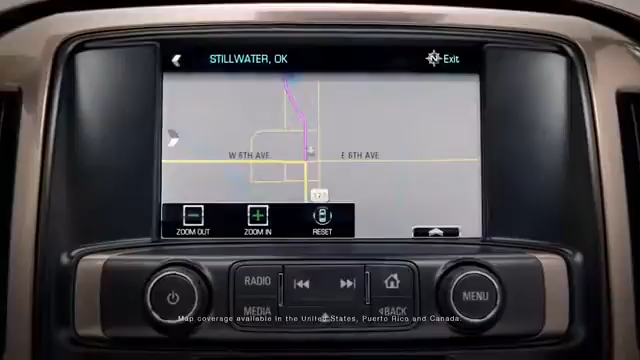 STILLWATER, OK
Exit
W 6TH AVE.
E 6TH AVE.
177
ZOOM OUT
ZOOM IN
RESET
RADIO
MEDIA
BACK
MENU
Map coverage available in the United States, Puerto Rico and Canada.